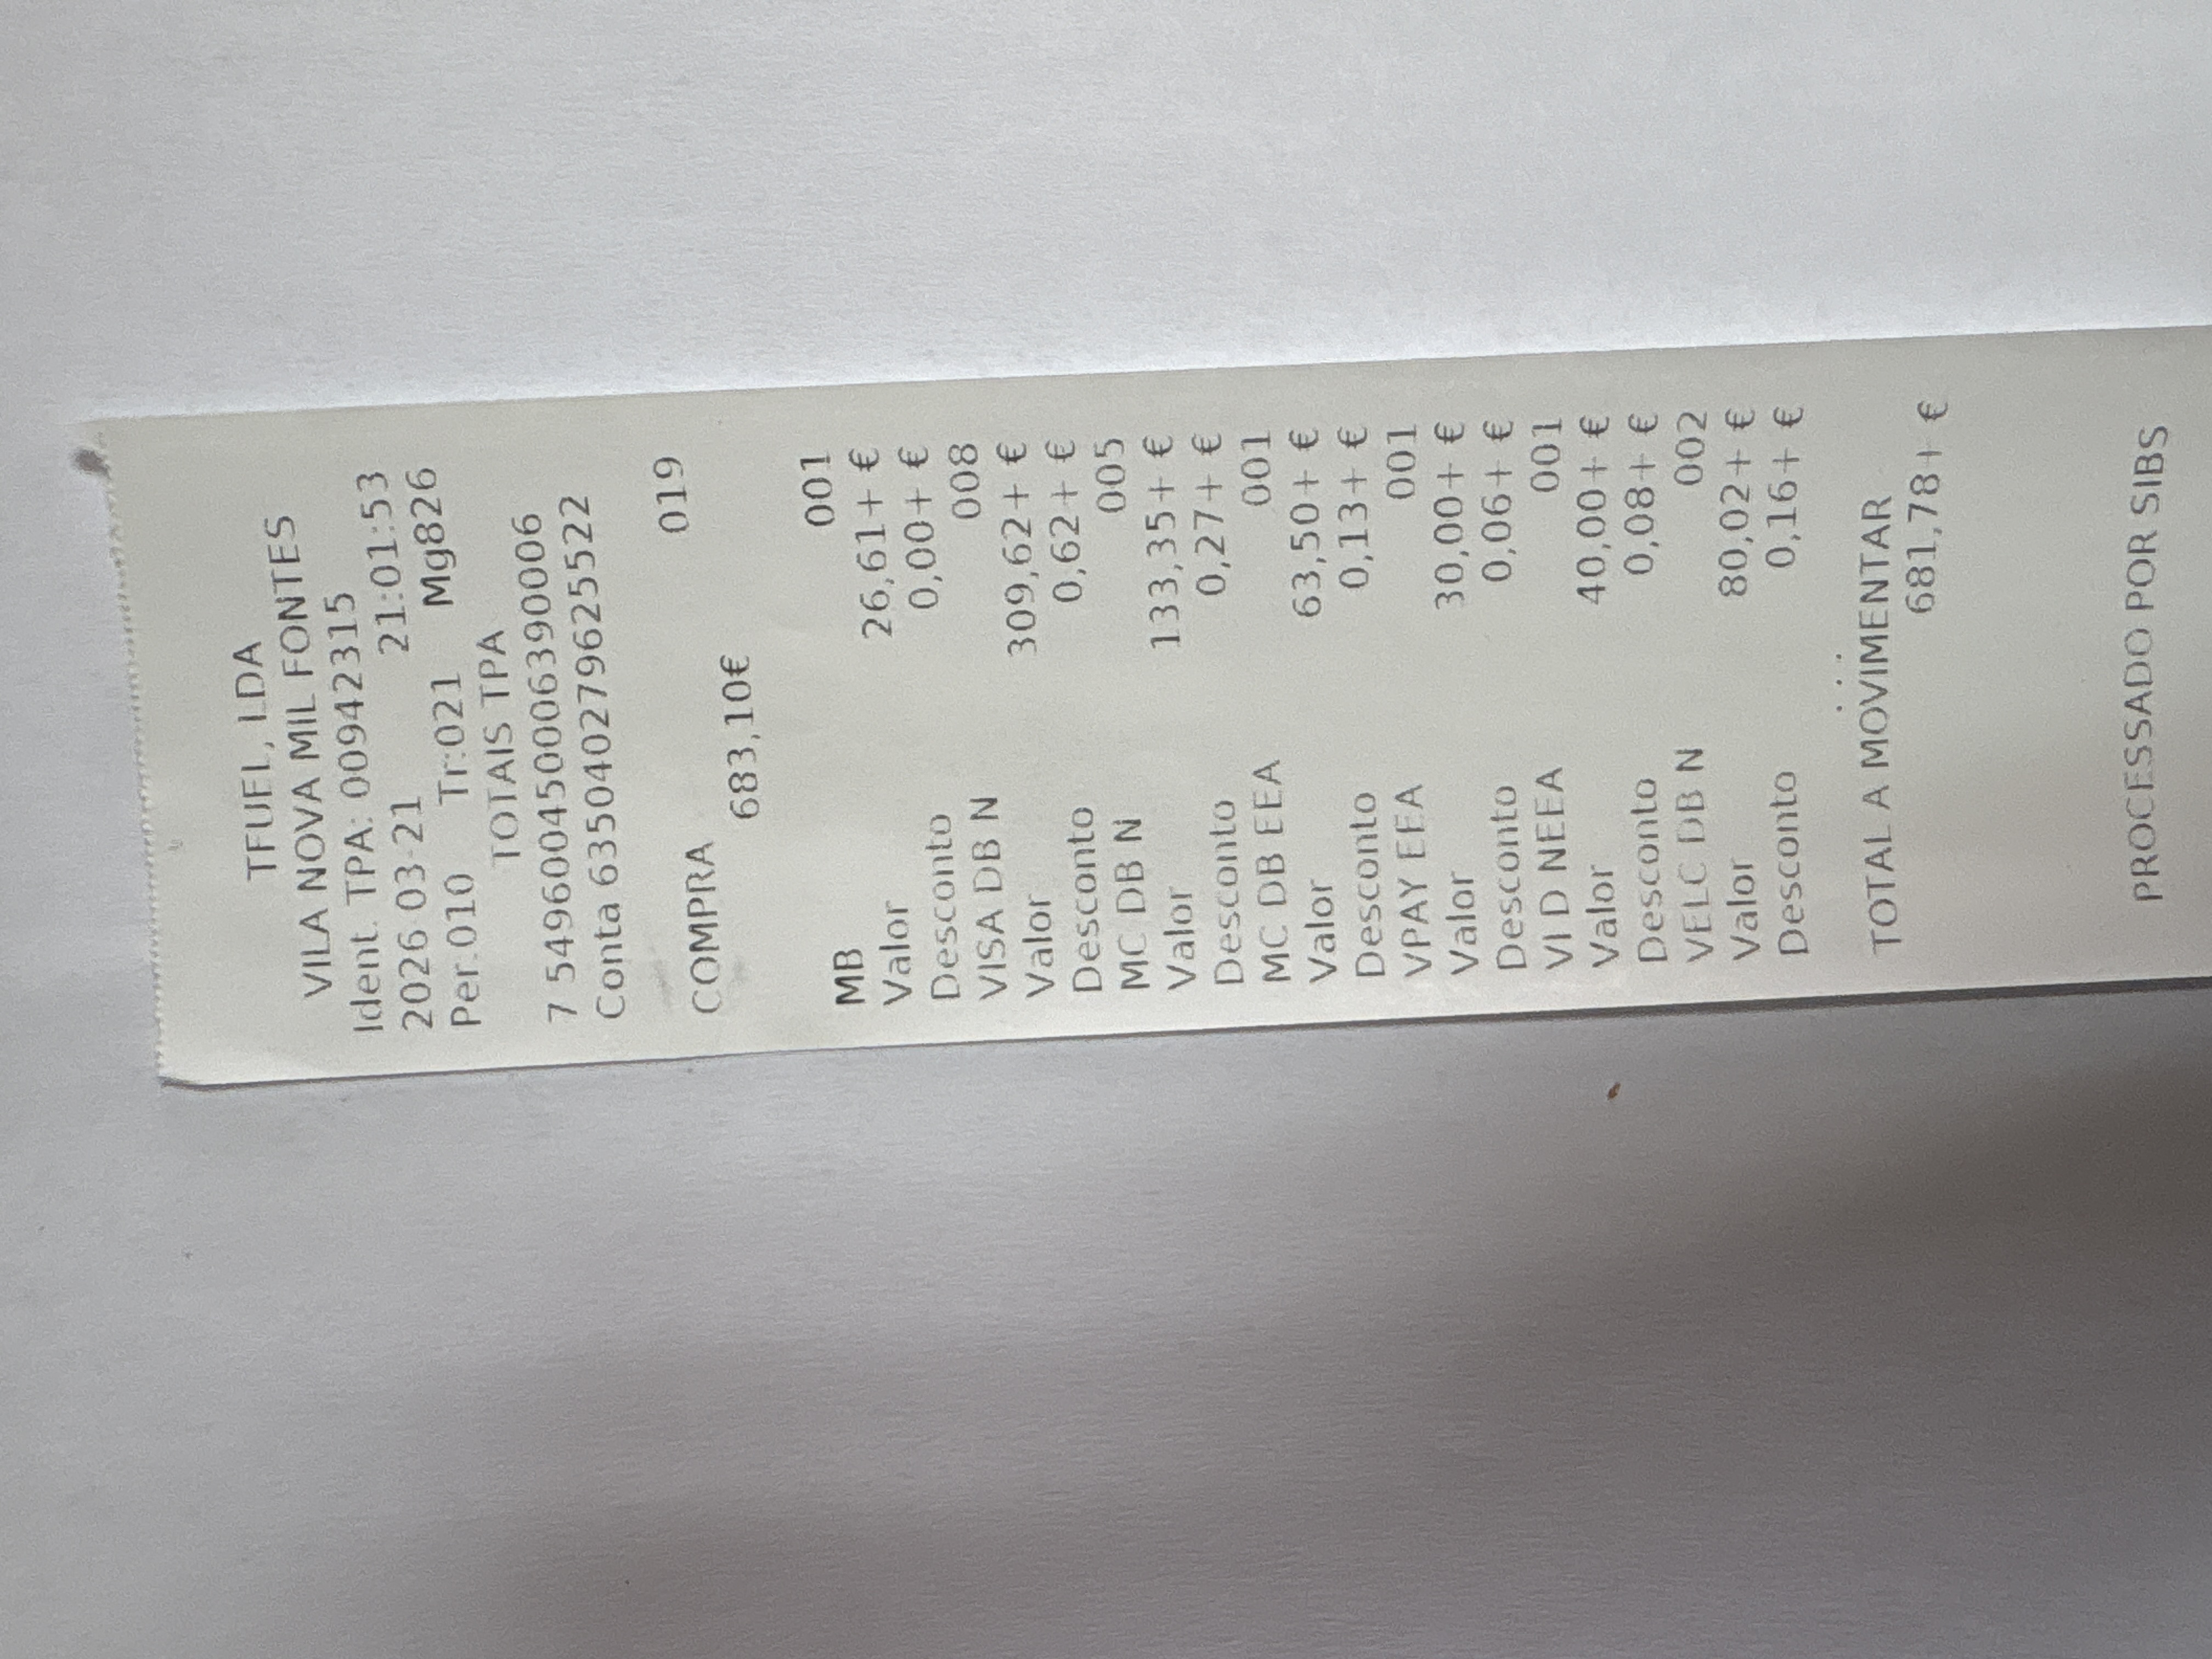 TFUEL, LDA
VILA NOVA MIL FONTES
Ident. TPA: 009423315
2026-03-21 21:01:53
Per.010 Tr:021 Mg826
TOTAIS TPA
7 549600450006390006
Conta 63504027962552​2
COMPRA 019
683,10€
MB 001
Valor 26,61+ €
Desconto 0,00+ €
VISA DB N 008
Valor 309,62+ €
Desconto 0,62+ €
MC DB N 005
Valor 133,35+ €
Desconto 0,27+ €
MC DB EEA 001
Valor 63,50+ €
Desconto 0,13+ €
VPAY EEA 001
Valor 30,00+ €
Desconto 0,06+ €
VI D NEEA 001
Valor 40,00+ €
Desconto 0,08+ €
VELC DB N 002
Valor 80,02+ €
Desconto 0,16+ €
...
TOTAL A MOVIMENTAR
681,78+ €
PROCESSADO POR SIBS